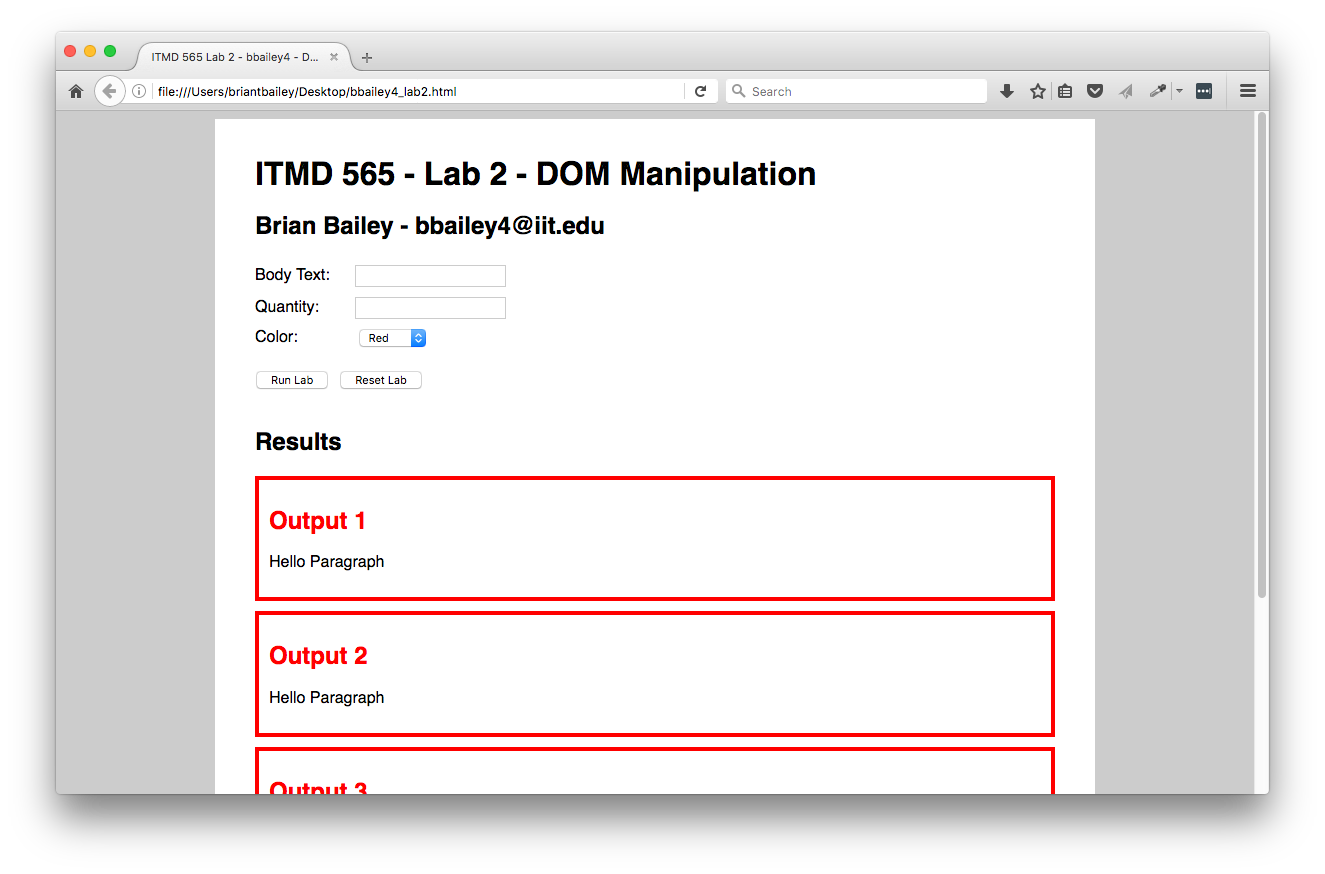 ITMD 565 Lab 2 - bbailey4 - D...
file:///Users/briantbailey/Desktop/bbailey4_lab2.html
Search
ITMD 565 - Lab 2 - DOM Manipulation
Brian Bailey - bbailey4@iit.edu
Body Text:
Quantity:
Color: Red
Run Lab Reset Lab
Results
Output 1
Hello Paragraph
Output 2
Hello Paragraph
Output 3